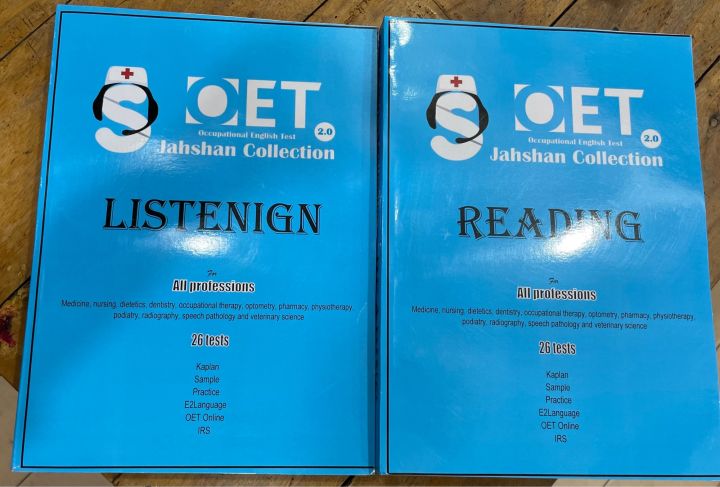 OET
Occupational English Test
2.0
Jahshan Collection
LISTENIGN
For
All professions
Medicine, nursing, dietetics, dentistry, occupational therapy, optometry, pharmacy, physiotherapy,
podiatry, radiography, speech pathology and veterinary science
26 tests
Kaplan
Sample
Practice
E2Language
OET Online
IRS
OET
Occupational English Test
2.0
Jahshan Collection
READING
For
All professions
Medicine, nursing, dietetics, dentistry, occupational therapy, optometry, pharmacy, physiotherapy,
podiatry, radiography, speech pathology and veterinary science
26 tests
Kaplan
Sample
Practice
E2Language
OET Online
IRS